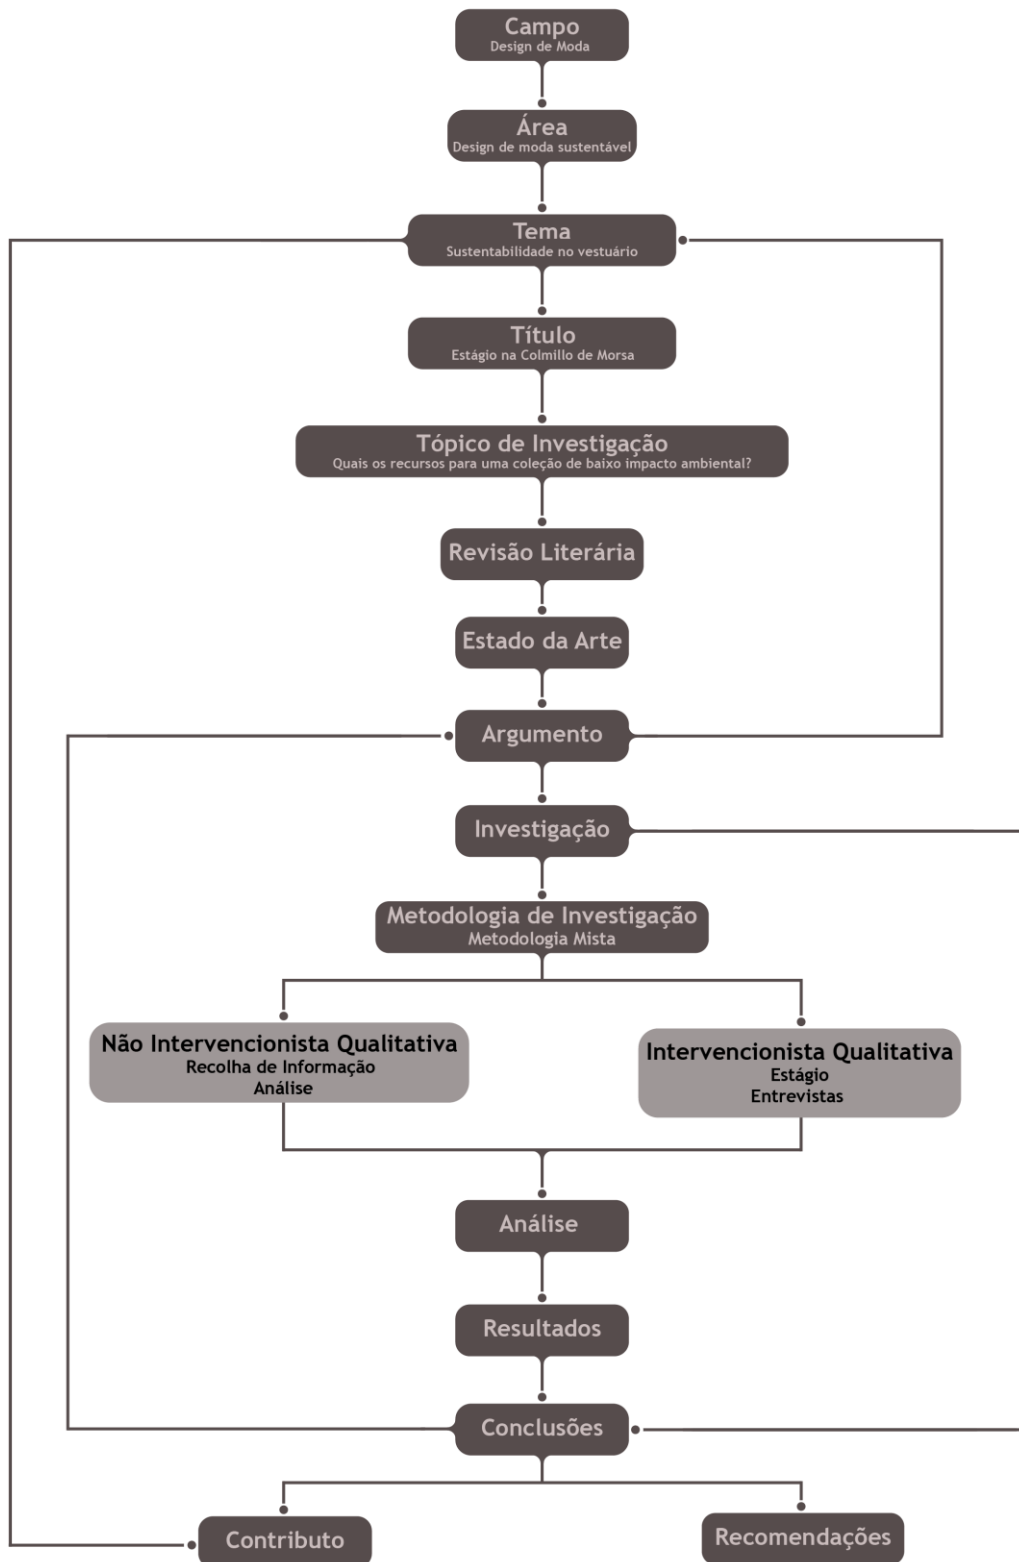 Campo
Design de Moda
Área
Design de moda sustentável
Tema
Sustentabilidade no vestuário
Título
Estágio na Colmillo de Morsa
Tópico de Investigação
Quais os recursos para uma coleção de baixo impacto ambiental?
Revisão Literária
Estado da Arte
Argumento
Investigação
Metodologia de Investigação
Metodologia Mista
Não Intervencionista Qualitativa
Recolha de Informação
Análise
Intervencionista Qualitativa
Estágio
Entrevistas
Análise
Resultados
Conclusões
Contributo
Recomendações